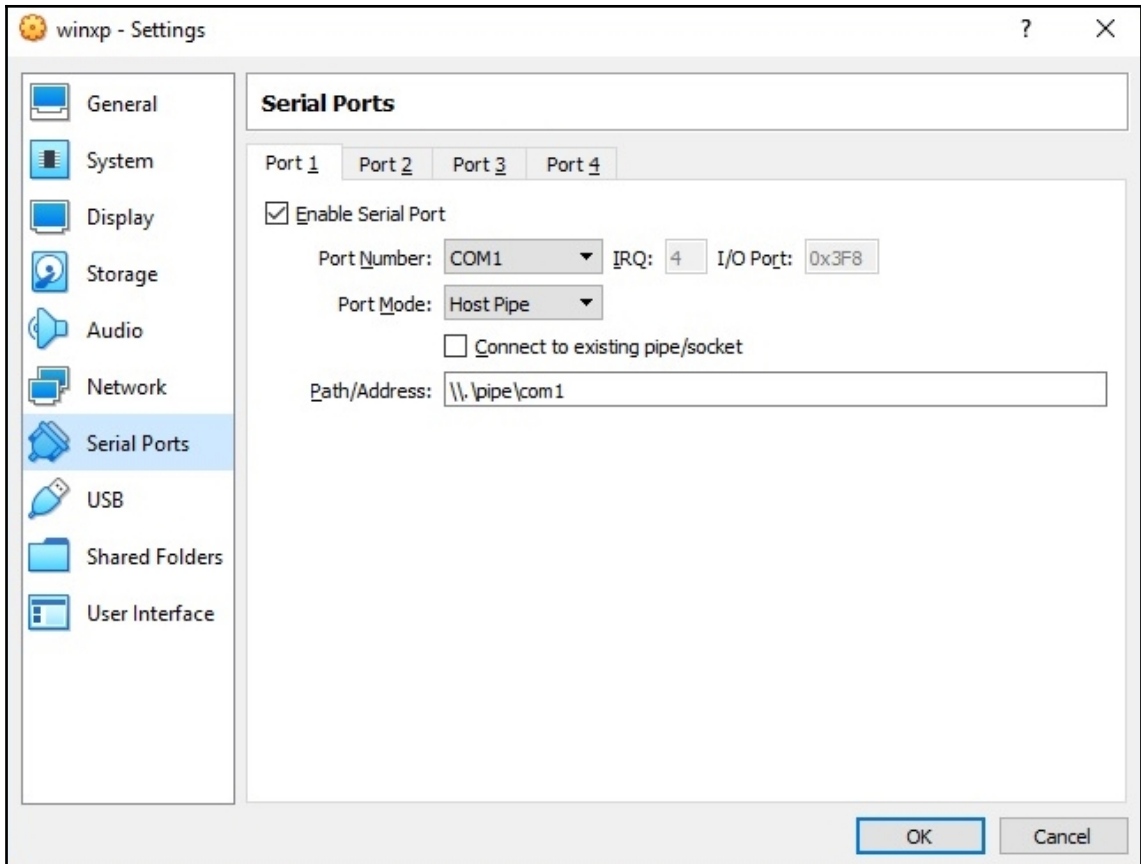 winxp - Settings
?
General
System
Display
Storage
Audio
Network
Serial Ports
USB
Shared Folders
User Interface
Serial Ports
Port 1 Port 2 Port 3 Port 4
Enable Serial Port
Port Number: COM1 IRQ: 4 I/O Port: 0x3F8
Port Mode: Host Pipe
Connect to existing pipe/socket
Path/Address: \\.\pipe\com1
OK Cancel